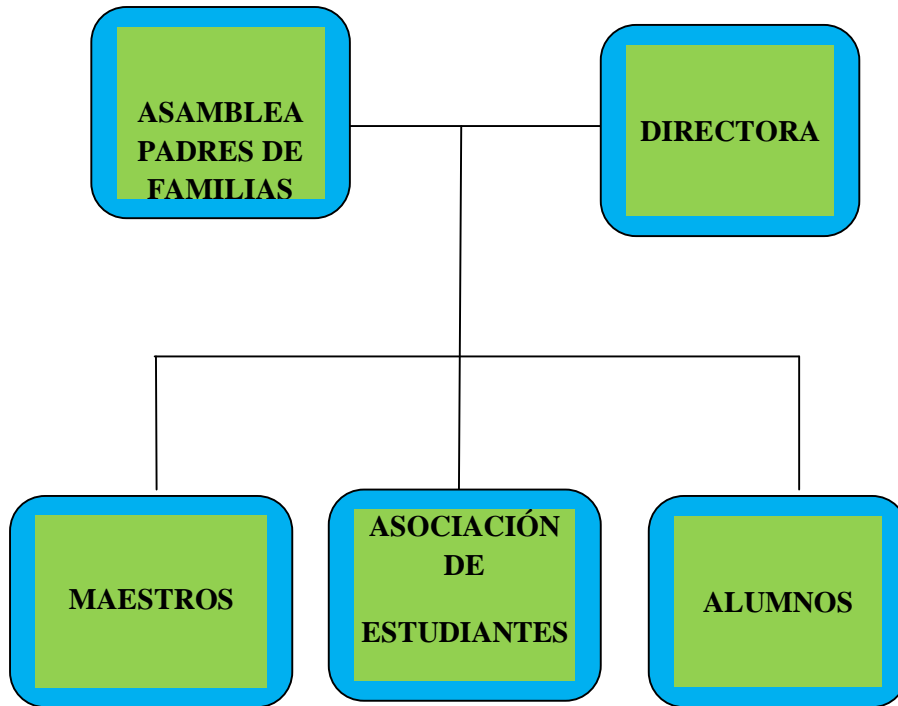 ASAMBLEA
PADRES DE
FAMILIAS
DIRECTORA
MAESTROS
ASOCIACIÓN
DE
ESTUDIANTES
ALUMNOS